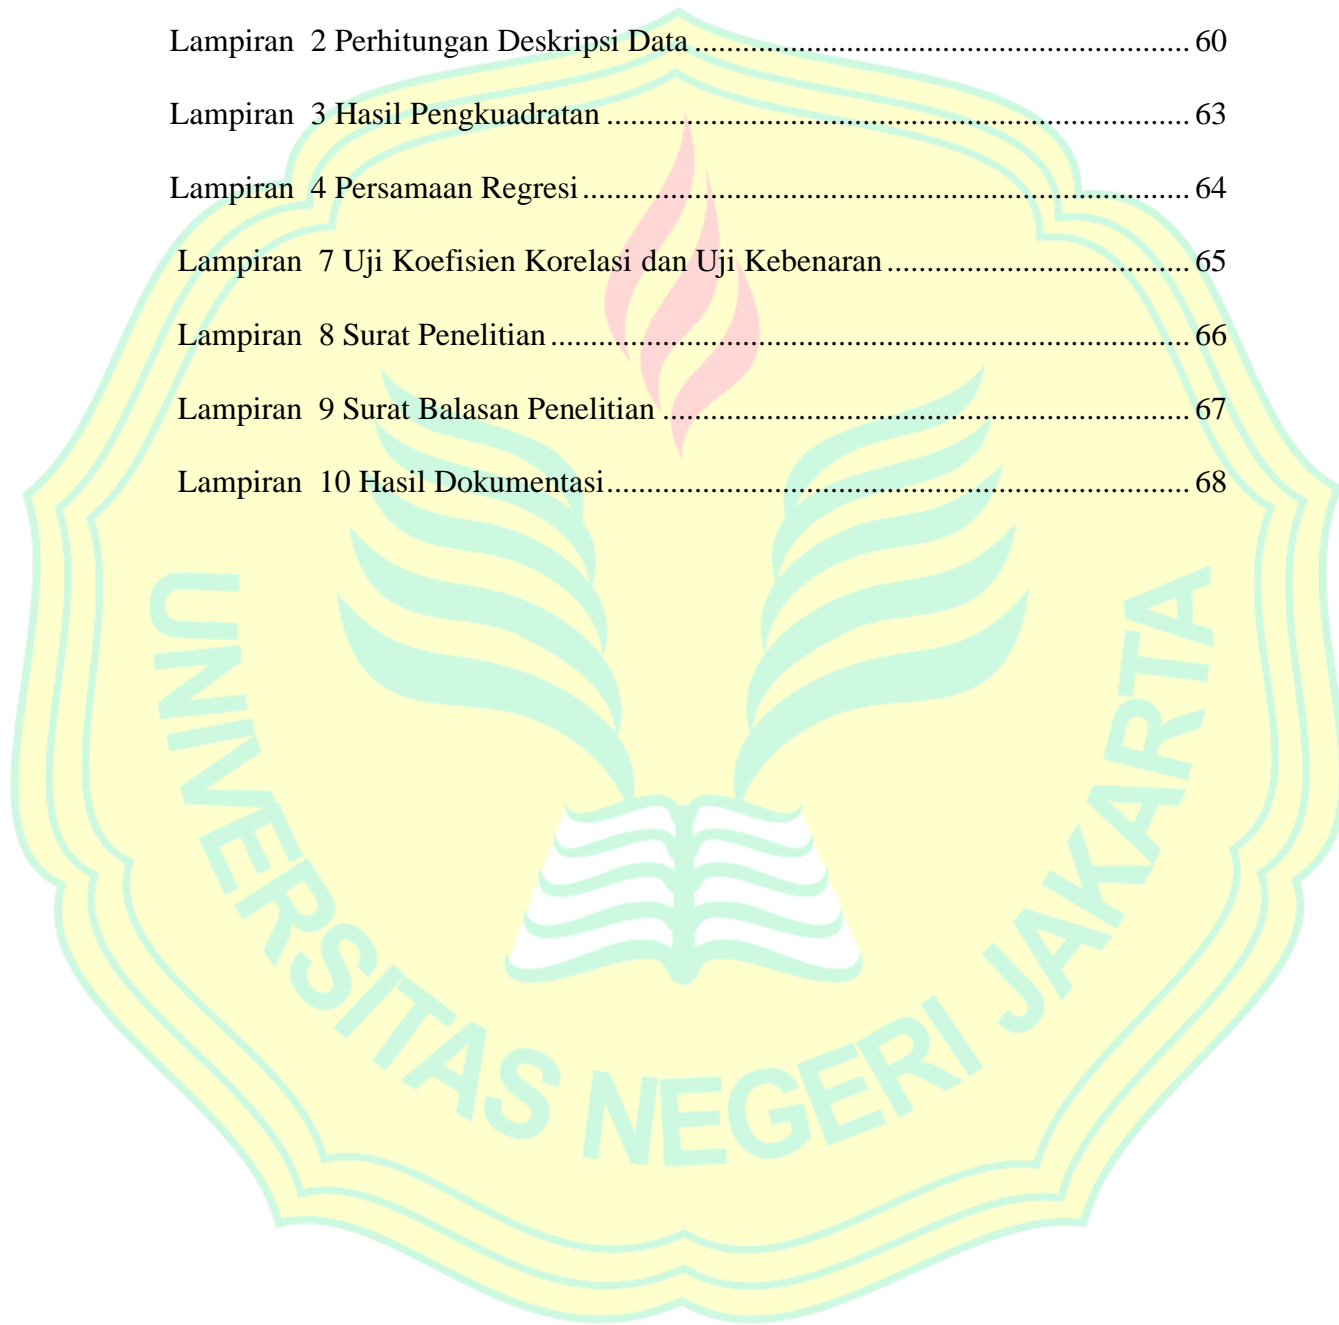 Lampiran  2 Perhitungan Deskripsi Data ............................................................. 60
Lampiran  3 Hasil Pengkuadratan ........................................................................ 63
Lampiran  4 Persamaan Regresi ........................................................................... 64
Lampiran  7 Uji Koefisien Korelasi dan Uji Kebenaran ..................................... 65
Lampiran  8 Surat Penelitian ............................................................................... 66
Lampiran  9 Surat Balasan Penelitian ................................................................. 67
Lampiran  10 Hasil Dokumentasi ........................................................................ 68
UNIVERSITAS NEGERI JAKARTA